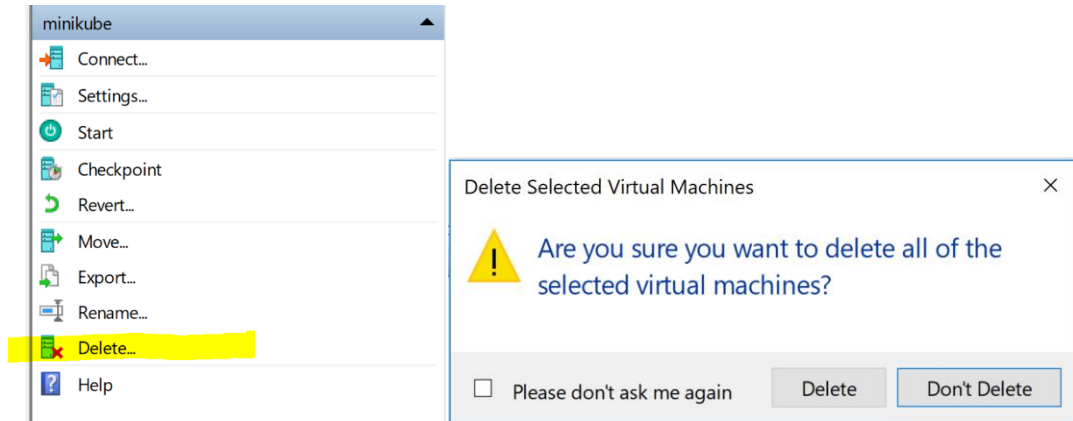 minikube
Connect...
Settings...
Start
Checkpoint
Revert...
Move...
Export...
Rename...
Delete...
Help
Delete Selected Virtual Machines
Are you sure you want to delete all of the
selected virtual machines?
Please don't ask me again
Delete
Don't Delete